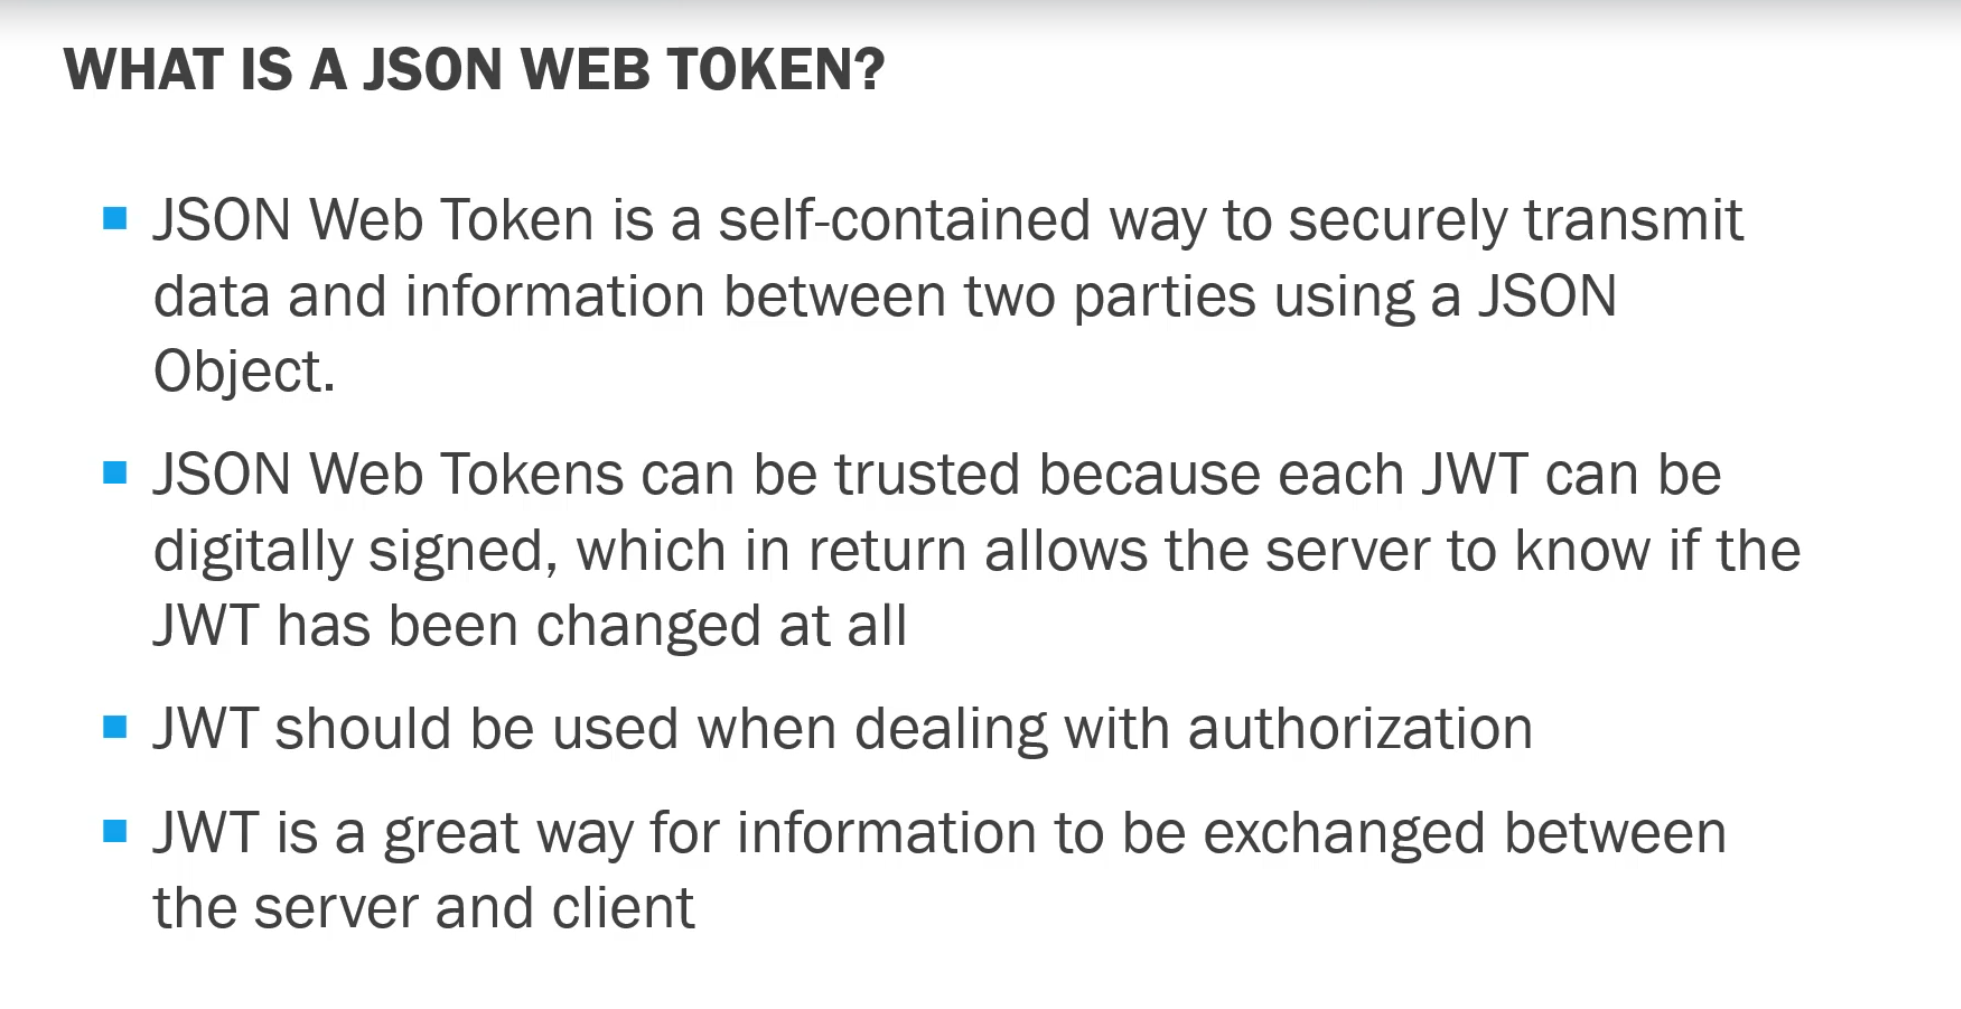 WHAT IS A JSON WEB TOKEN?
JSON Web Token is a self-contained way to securely transmit
data and information between two parties using a JSON
Object.
JSON Web Tokens can be trusted because each JWT can be
digitally signed, which in return allows the server to know if the
JWT has been changed at all
JWT should be used when dealing with authorization
JWT is a great way for information to be exchanged between
the server and client